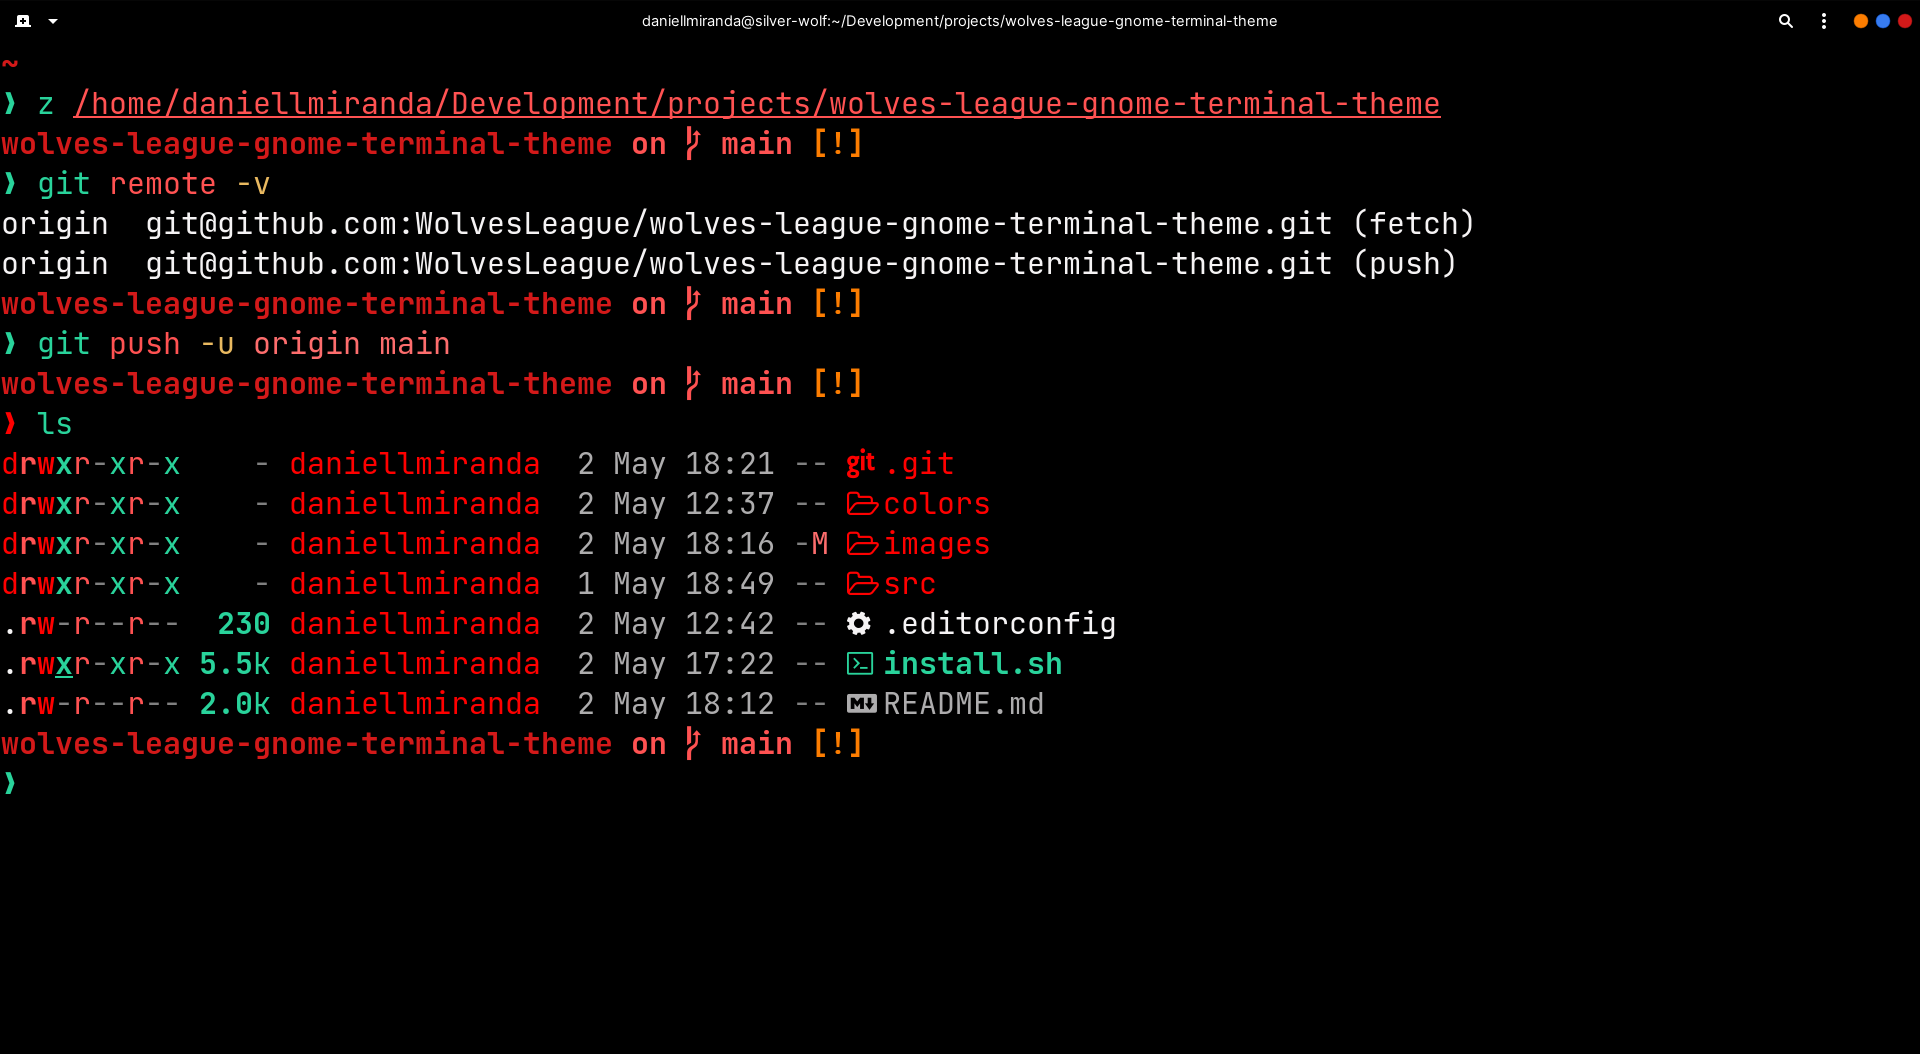 daniellmiranda@silver-wolf:~/Development/projects/wolves-league-gnome-terminal-theme
~
❱ z /home/daniellmiranda/Development/projects/wolves-league-gnome-terminal-theme
wolves-league-gnome-terminal-theme on  main [!]
❱ git remote -v
origin  git@github.com:WolvesLeague/wolves-league-gnome-terminal-theme.git (fetch)
origin  git@github.com:WolvesLeague/wolves-league-gnome-terminal-theme.git (push)
wolves-league-gnome-terminal-theme on  main [!]
❱ git push -u origin main
wolves-league-gnome-terminal-theme on  main [!]
❱ ls
drwxr-xr-x    - daniellmiranda  2 May 18:21 -- git .git
drwxr-xr-x    - daniellmiranda  2 May 12:37 -- colors
drwxr-xr-x    - daniellmiranda  2 May 18:16 -M images
drwxr-xr-x    - daniellmiranda  1 May 18:49 -- src
.rw-r--r--  230 daniellmiranda  2 May 12:42 -- .editorconfig
.rwxr-xr-x 5.5k daniellmiranda  2 May 17:22 -- install.sh
.rw-r--r-- 2.0k daniellmiranda  2 May 18:12 -- README.md
wolves-league-gnome-terminal-theme on  main [!]
❱